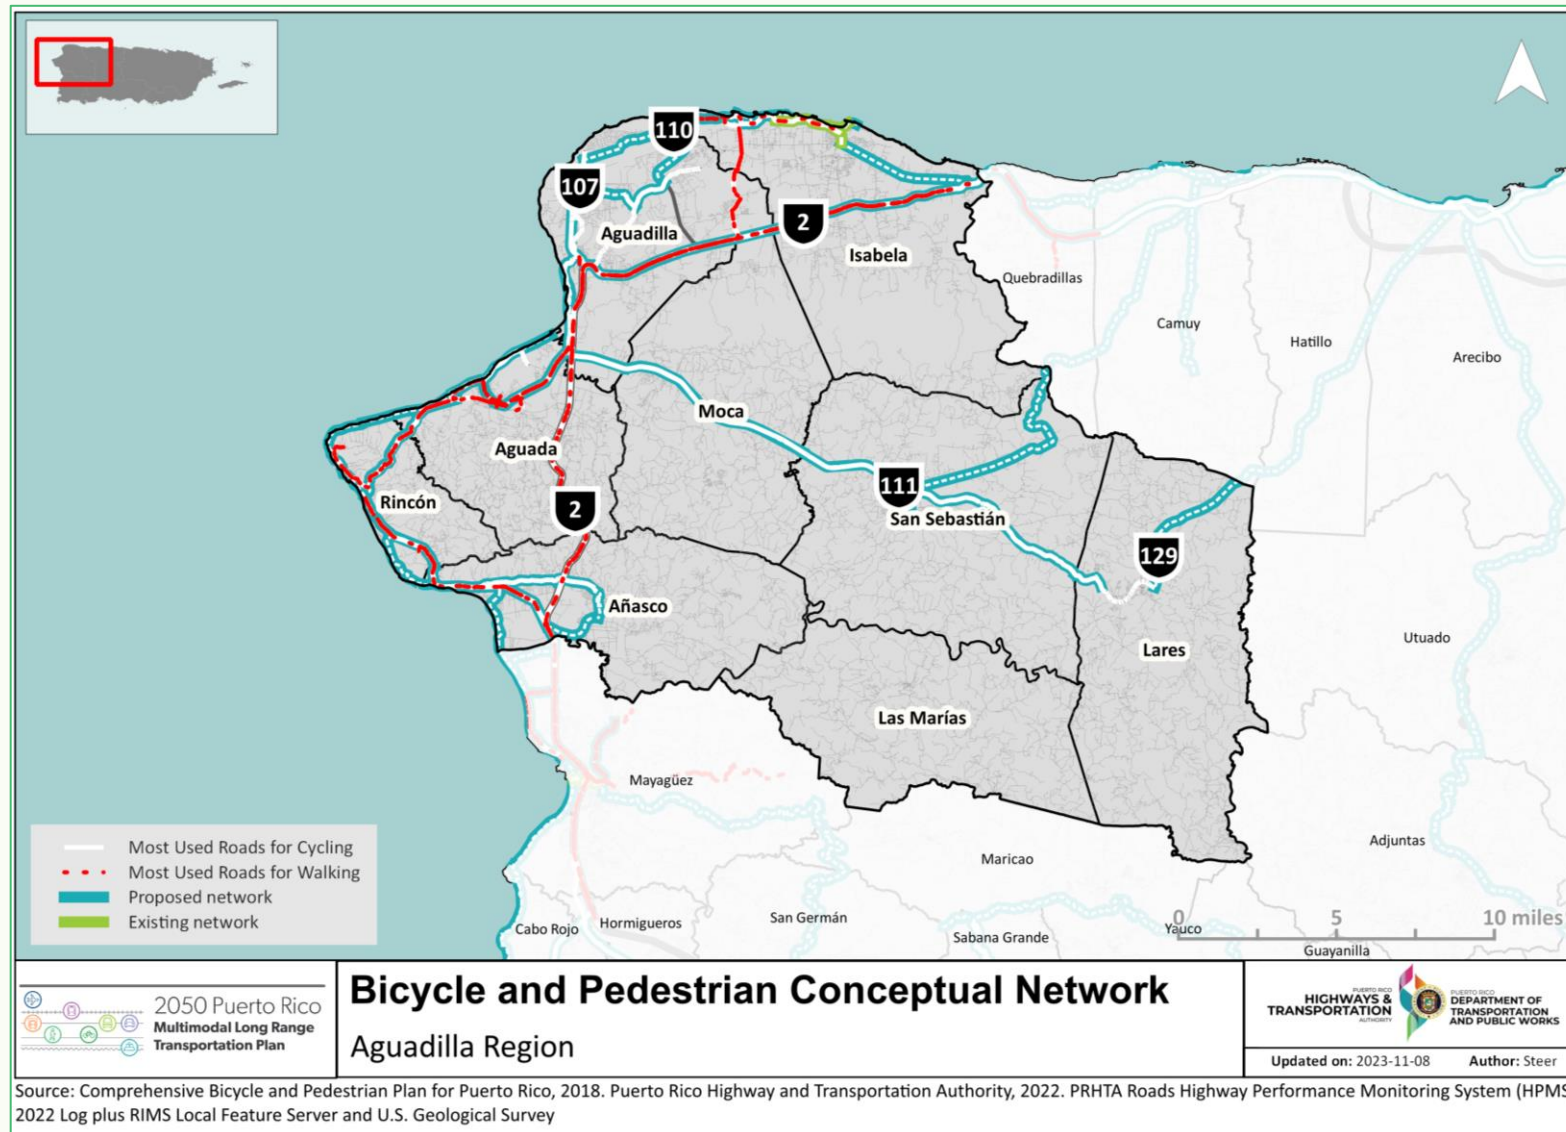 110
107
Aguadilla
2
Isabela
Quebradillas
Camuy
Hatillo
Arecibo
Moca
Aguada
Rincón
2
111
San Sebastián
129
Añasco
Lares
Utuado
Las Marías
Mayagüez
Maricao
Adjuntas
Cabo Rojo
Hormigueros
San Germán
Sabana Grande
Yauco
Guayanilla
0 5 10 miles
Most Used Roads for Cycling
Most Used Roads for Walking
Proposed network
Existing network
2050 Puerto Rico
Multimodal Long Range
Transportation Plan
Bicycle and Pedestrian Conceptual Network
Aguadilla Region
PUERTO RICO
HIGHWAYS &
TRANSPORTATION
AUTHORITY
PUERTO RICO
DEPARTMENT OF
TRANSPORTATION
AND PUBLIC WORKS
Updated on: 2023-11-08 Author: Steer
Source: Comprehensive Bicycle and Pedestrian Plan for Puerto Rico, 2018. Puerto Rico Highway and Transportation Authority, 2022. PRHTA Roads Highway Performance Monitoring System (HPMS
2022 Log plus RIMS Local Feature Server and U.S. Geological Survey